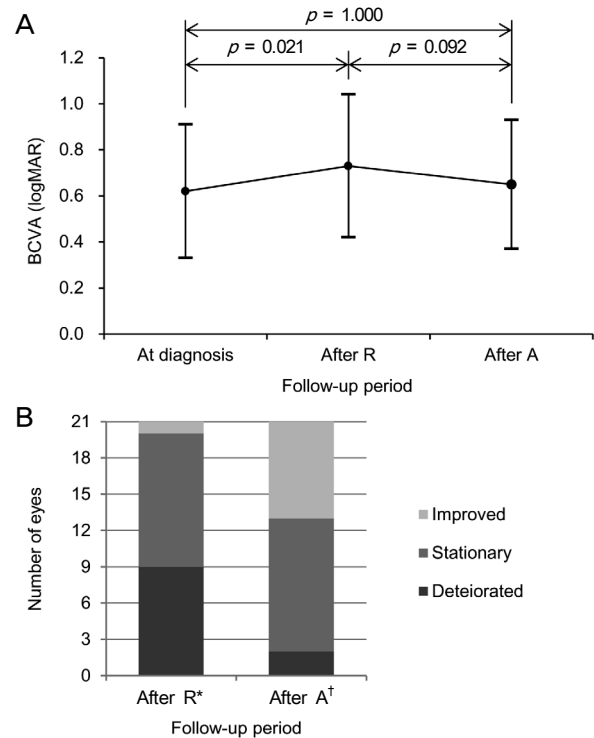 A
p = 1.000
p = 0.021
p = 0.092
1.2
1.0
0.8
0.6
0.4
0.2
0.0
BCVA (logMAR)
At diagnosis After R After A
Follow-up period
B
21
18
15
12
9
6
3
0
Number of eyes
Improved
Stationary
Deteiorated
After R* After A†
Follow-up period